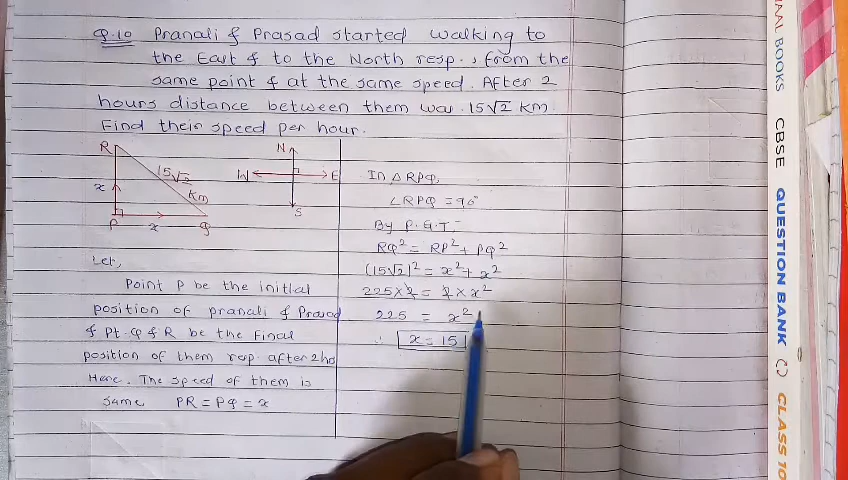 Q.10 Pranali & Prasad started walking to
the East & to the North resp., from the
same point & at the same speed. After 2
hours distance between them was 15√2 Km
Find their speed per hour.
R
15√2
Km
x
P
x
Q
N
W
E
S
Let,
Point P be the initial
position of pranali & Prasad
& Pt. Q & R be the Final
position of them resp. after 2ho
Here. The speed of them is
same PR = PQ = x
In △RPQ,
∠RPQ = 90°
By P.G.T.
RQ² = RP² + PQ²
(15√2)² = x² + x²
225 × 2 = 2 × x²
225 = x²
∴ x = 15
NAAL BOOKS CBSE QUESTION BANK CLASS 10